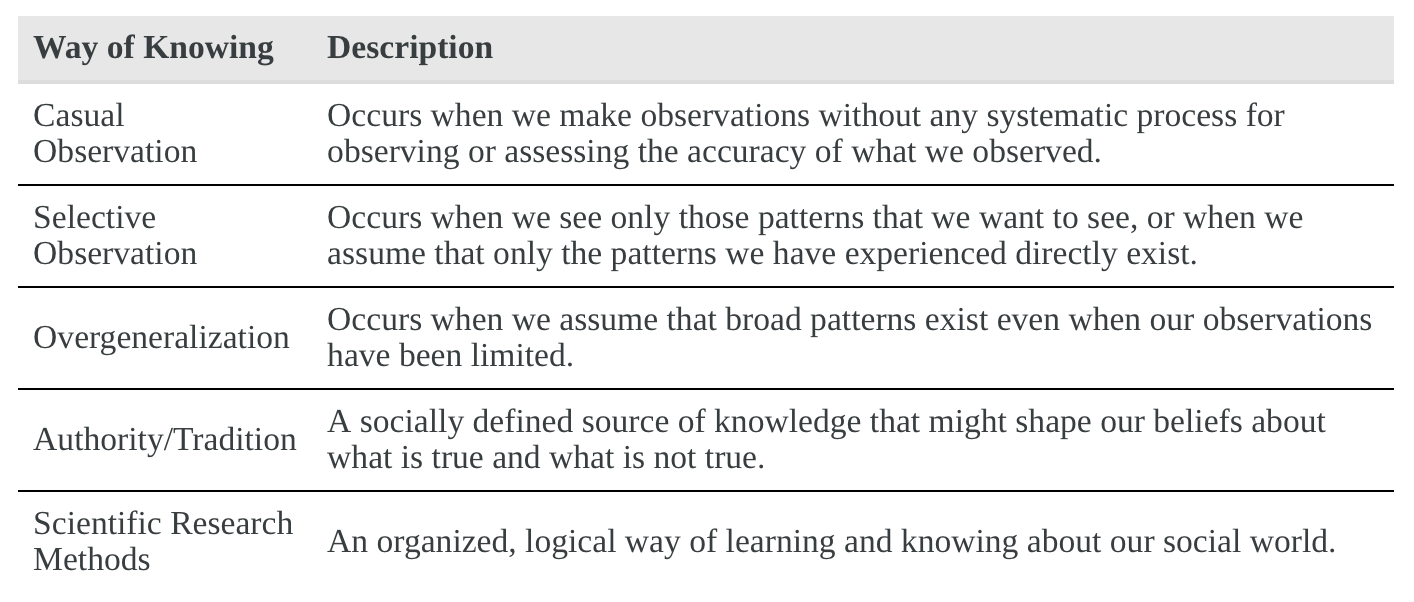 Way of Knowing Description
Casual
Observation
Occurs when we make observations without any systematic process for
observing or assessing the accuracy of what we observed.
Selective
Observation
Occurs when we see only those patterns that we want to see, or when we
assume that only the patterns we have experienced directly exist.
Overgeneralization
Occurs when we assume that broad patterns exist even when our observations
have been limited.
Authority/Tradition
A socially defined source of knowledge that might shape our beliefs about
what is true and what is not true.
Scientific Research
Methods
An organized, logical way of learning and knowing about our social world.